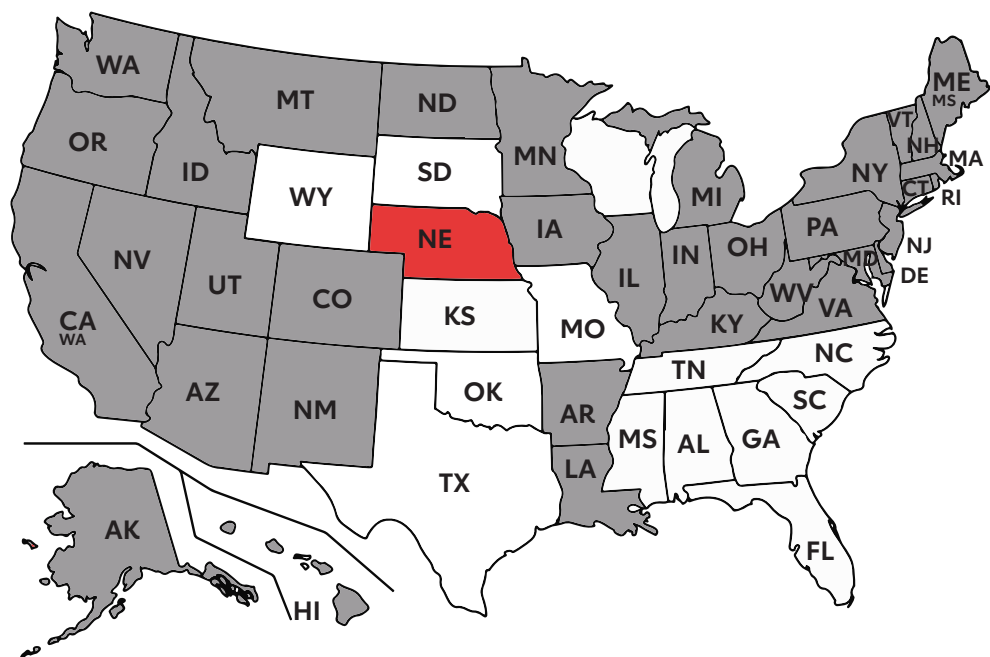 WA
MT
ND
MN
OR
ID
SD
WY
NE
IA
NV
UT
CO
KS
MO
IL
IN
OH
MI
PA
NY
VT
NH
ME
MS
MA
CT
RI
NJ
DE
MD
WV
VA
KY
CA
WA
AZ
NM
OK
AR
TN
NC
SC
MS
AL
GA
LA
TX
FL
AK
HI